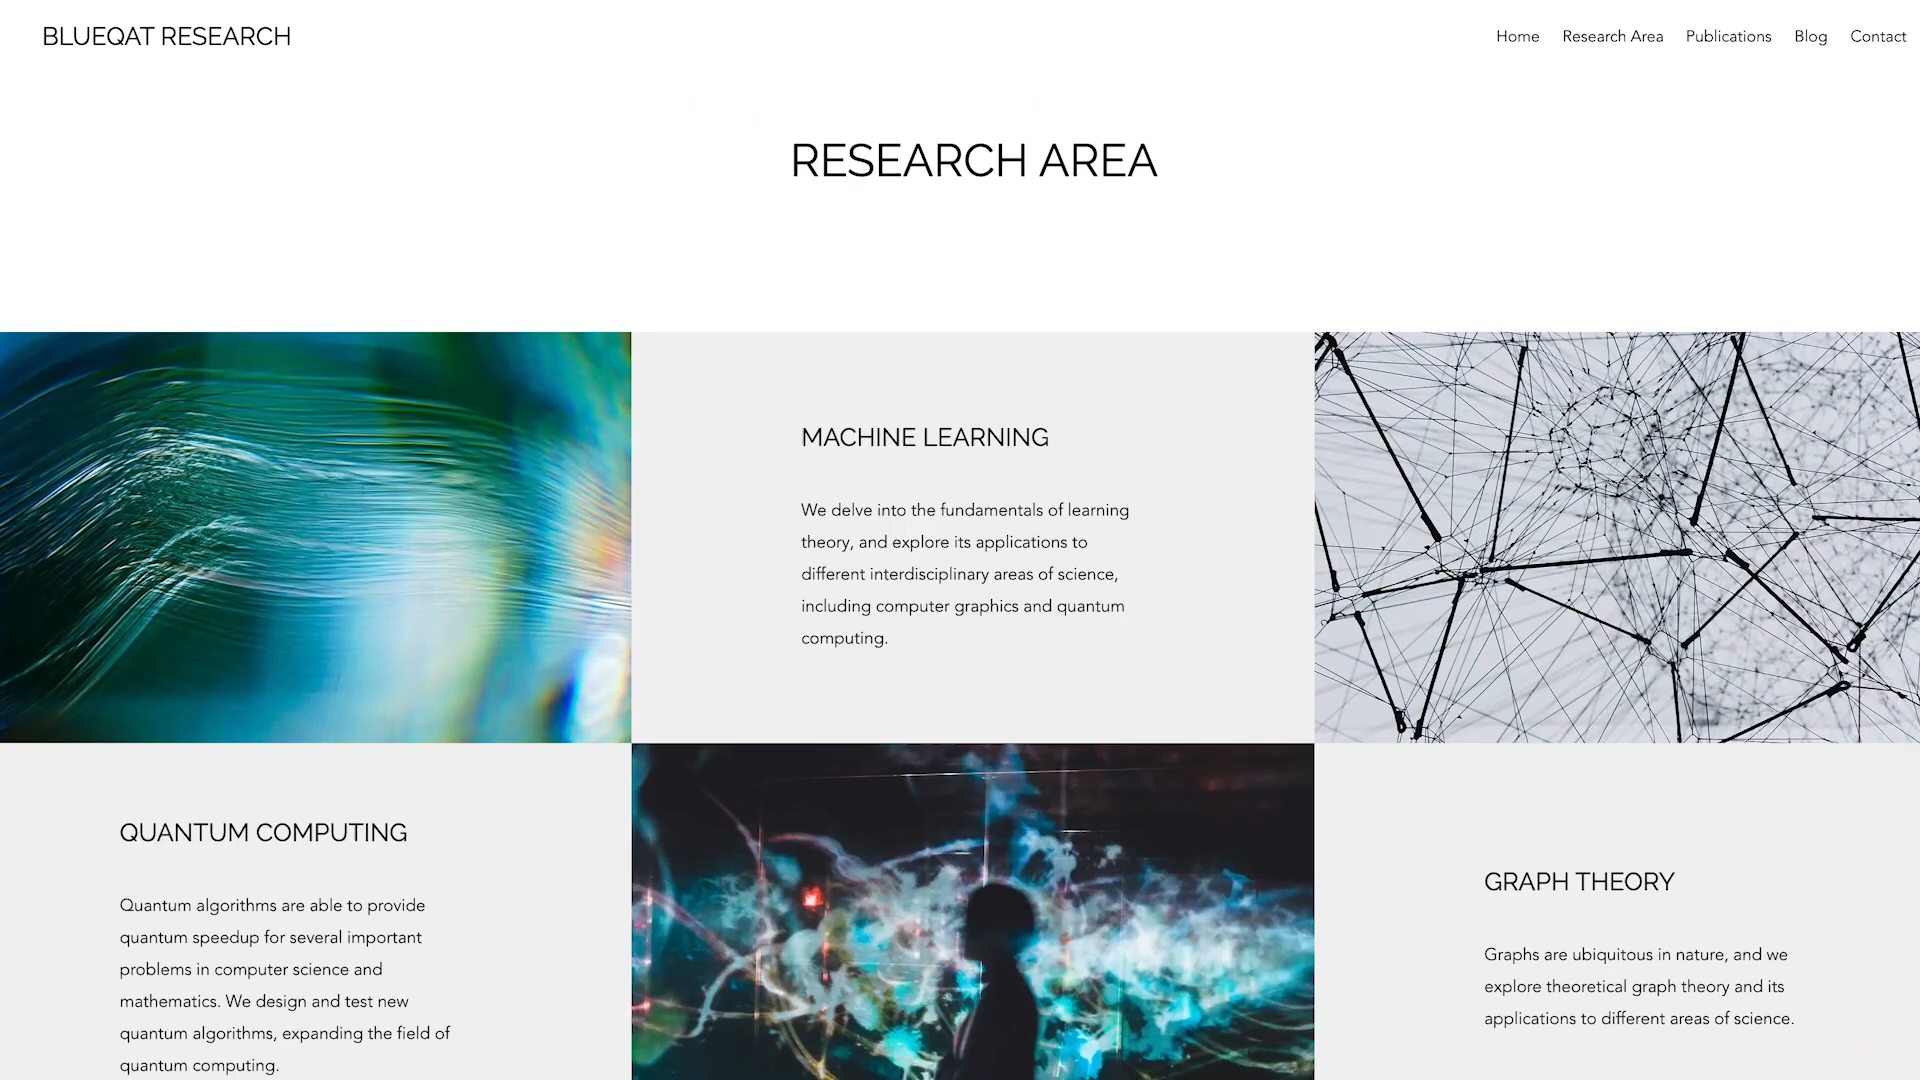 BLUEQAT RESEARCH
Home
Research Area
Publications
Blog
Contact
RESEARCH AREA
MACHINE LEARNING
We delve into the fundamentals of learning
theory, and explore its applications to
different interdisciplinary areas of science,
including computer graphics and quantum
computing.
QUANTUM COMPUTING
Quantum algorithms are able to provide
quantum speedup for several important
problems in computer science and
mathematics. We design and test new
quantum algorithms, expanding the field of
quantum computing.
GRAPH THEORY
Graphs are ubiquitous in nature, and we
explore theoretical graph theory and its
applications to different areas of science.